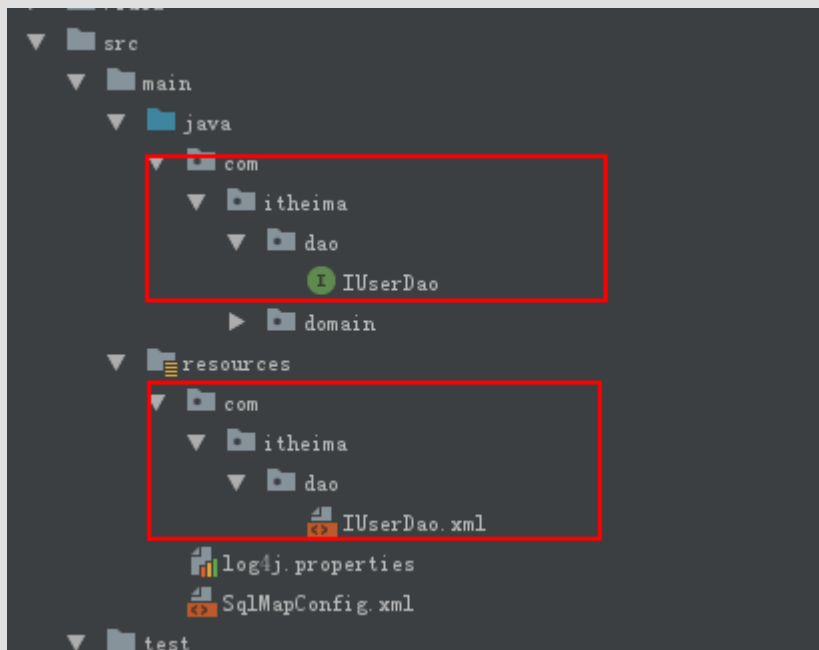 src
main
java
com
itheima
dao
IUserDao
domain
resources
com
itheima
dao
IUserDao.xml
log4j.properties
SqlMapConfig.xml
test